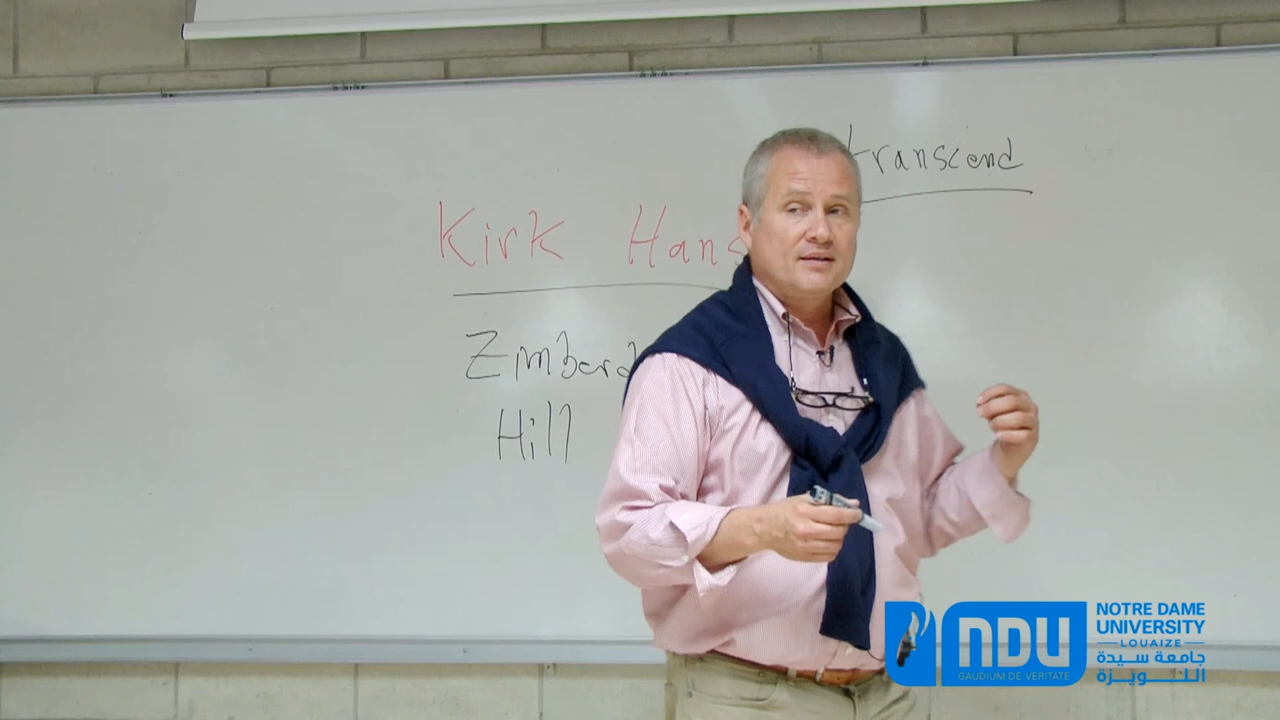 transcend
Kirk Hans
Zimbard
Hill
NDU
GAUDIUM DE VERITATE
NOTRE DAME
UNIVERSITY
LOUAIZE
جامعة سيدة
اللويزة